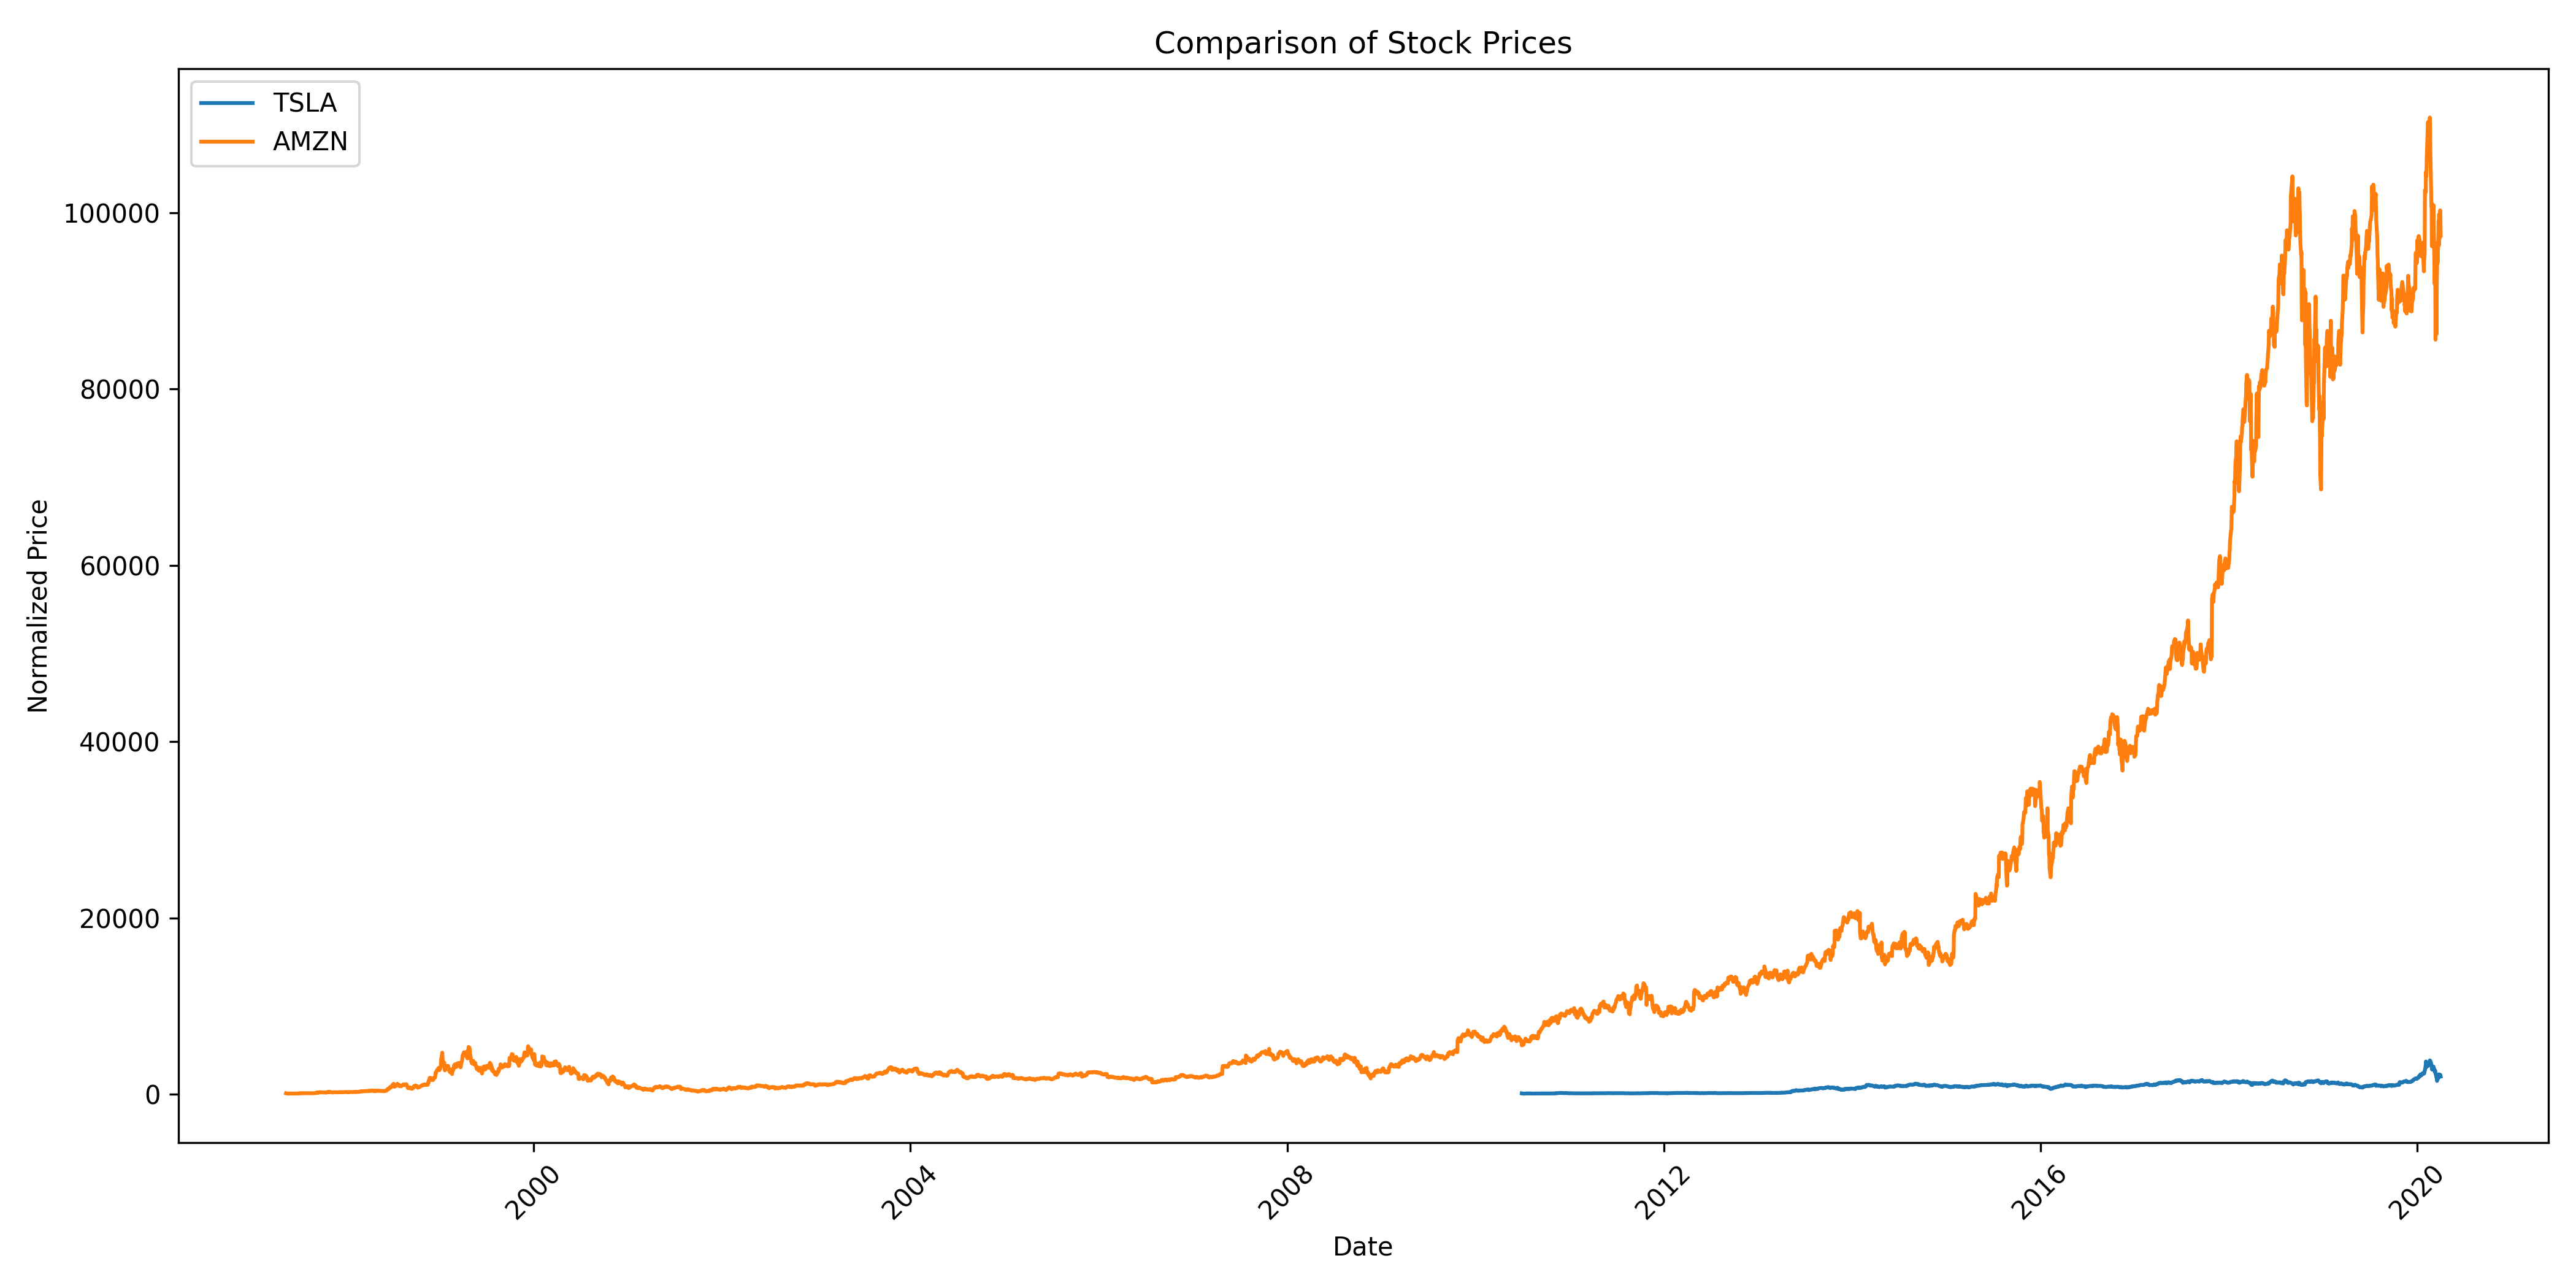 Comparison of Stock Prices
TSLA
AMZN
100000
80000
60000
40000
20000
0
Normalized Price
2000
2004
2008
2012
2016
2020
Date